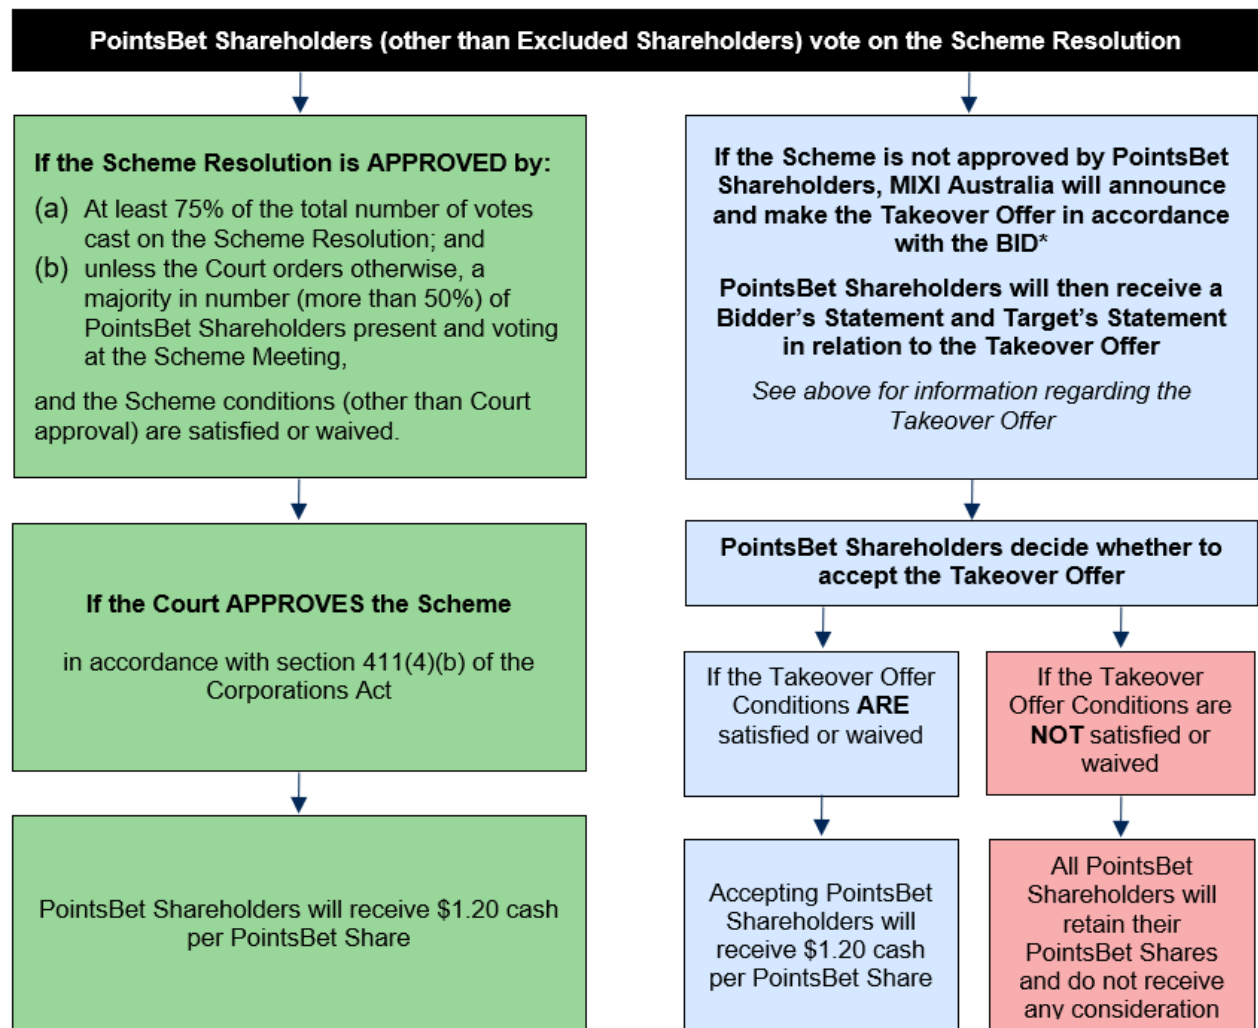 PointsBet Shareholders (other than Excluded Shareholders) vote on the Scheme Resolution
If the Scheme Resolution is APPROVED by:
(a) At least 75% of the total number of votes
cast on the Scheme Resolution; and
(b) unless the Court orders otherwise, a
majority in number (more than 50%) of
PointsBet Shareholders present and voting
at the Scheme Meeting,
and the Scheme conditions (other than Court
approval) are satisfied or waived.
If the Court APPROVES the Scheme
in accordance with section 411(4)(b) of the
Corporations Act
PointsBet Shareholders will receive $1.20 cash
per PointsBet Share
If the Scheme is not approved by PointsBet
Shareholders, MIXI Australia will announce
and make the Takeover Offer in accordance
with the BID*
PointsBet Shareholders will then receive a
Bidder’s Statement and Target’s Statement
in relation to the Takeover Offer
See above for information regarding the
Takeover Offer
PointsBet Shareholders decide whether to
accept the Takeover Offer
If the Takeover Offer
Conditions ARE
satisfied or waived
Accepting PointsBet
Shareholders will
receive $1.20 cash
per PointsBet Share
If the Takeover
Offer Conditions are
NOT satisfied or
waived
All PointsBet
Shareholders will
retain their
PointsBet Shares
and do not receive
any consideration